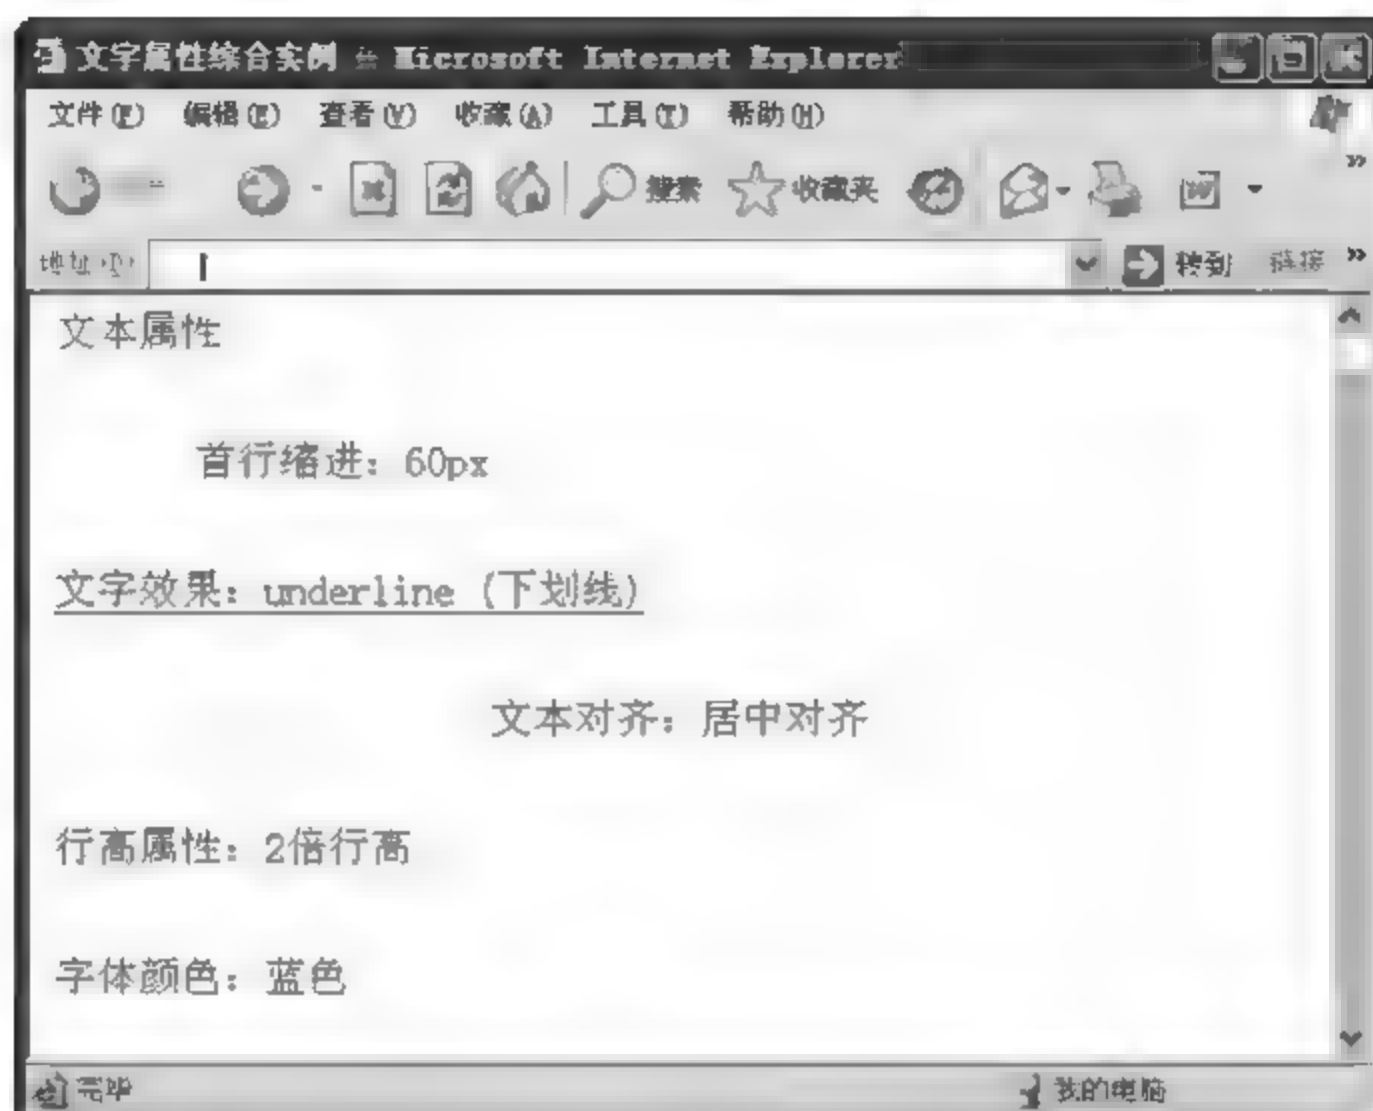 文字属性综合实例 - Microsoft Internet Explorer
文件(F) 编辑(E) 查看(V) 收藏(A) 工具(T) 帮助(H)
搜索 收藏夹
地址(D) 转到 链接 »
文本属性
首行缩进：60px
文字效果：underline (下划线)
文本对齐：居中对齐
行高属性：2倍行高
字体颜色：蓝色
完毕 我的电脑